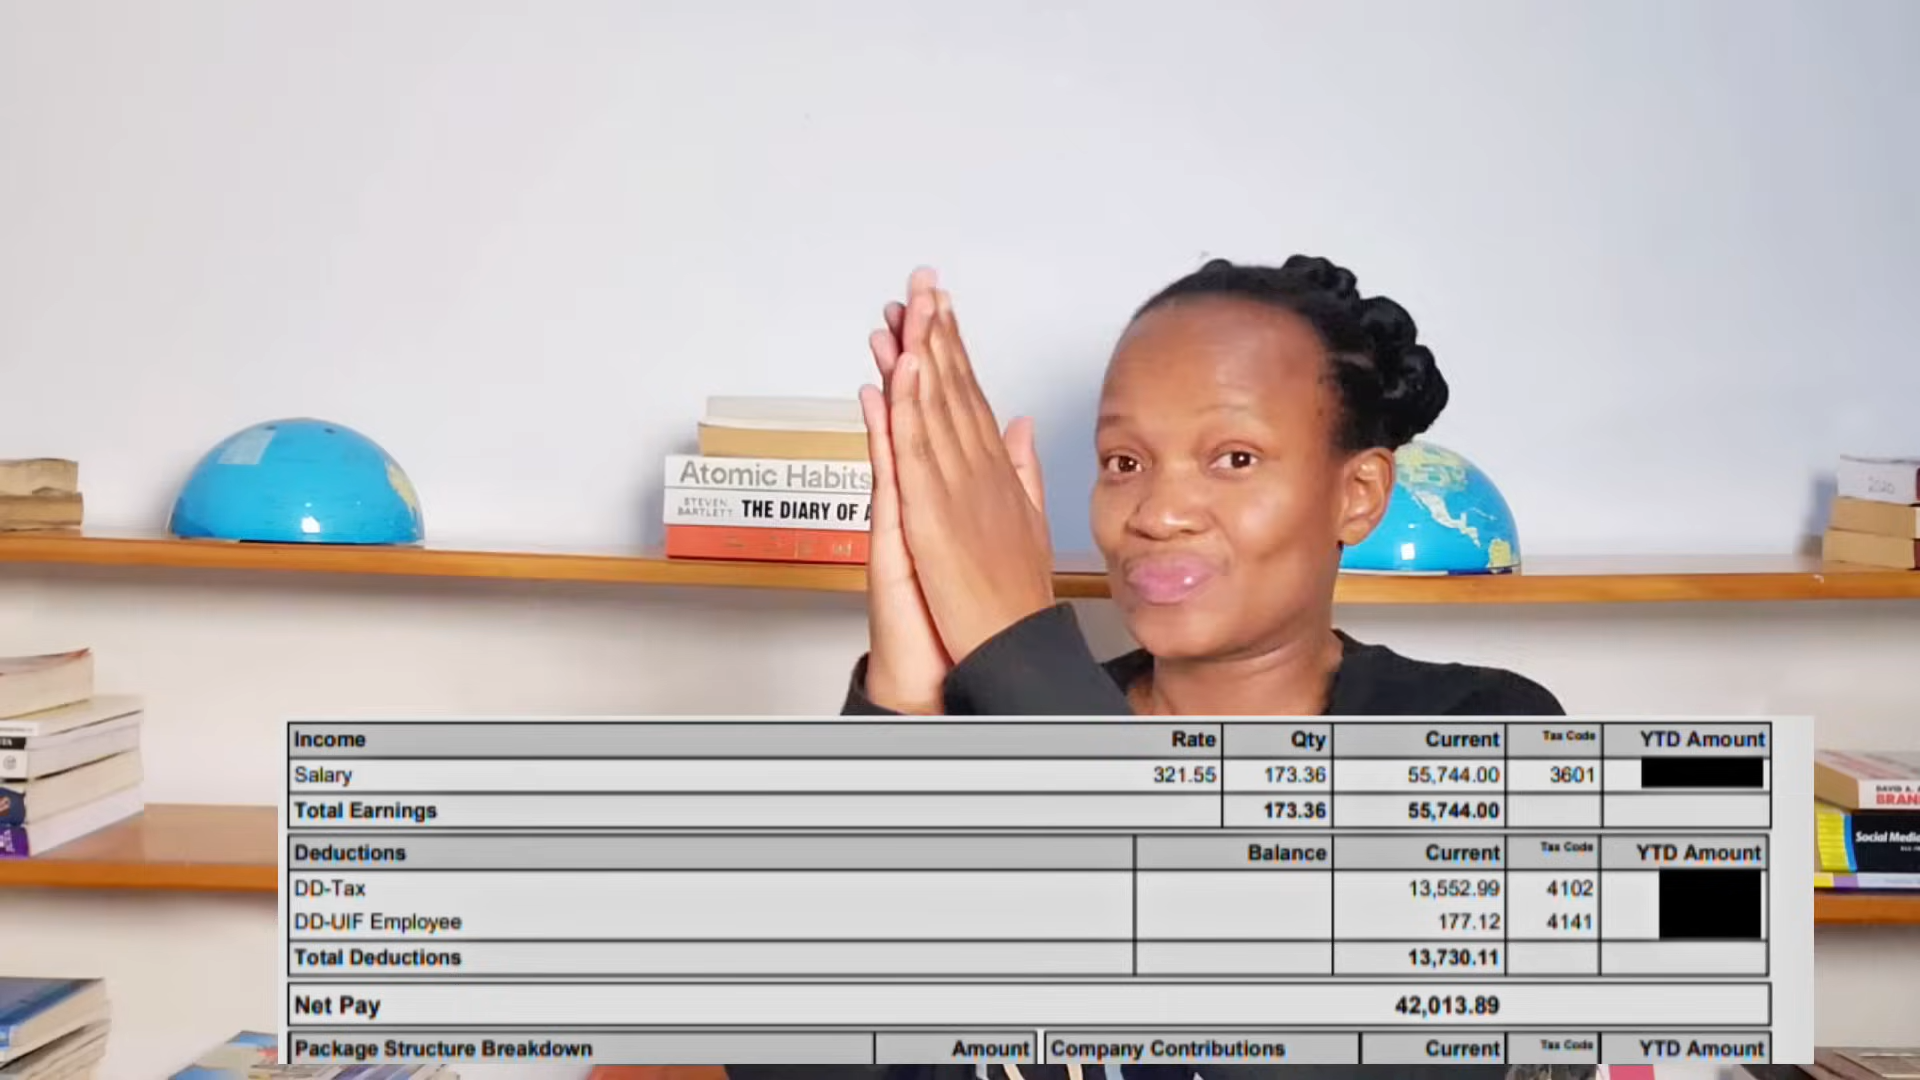 Atomic Habits
STEVEN BARTLETT THE DIARY OF
2020
DAVID A.
BRAN
Social Media
Income Rate Qty Current Tax Code YTD Amount
Salary 321.55 173.36 55,744.00 3601
Total Earnings 173.36 55,744.00
Deductions Balance Current Tax Code YTD Amount
DD-Tax 13,552.99 4102
DD-UIF Employee 177.12 4141
Total Deductions 13,730.11
Net Pay 42,013.89
Package Structure Breakdown Amount Company Contributions Current Tax Code YTD Amount